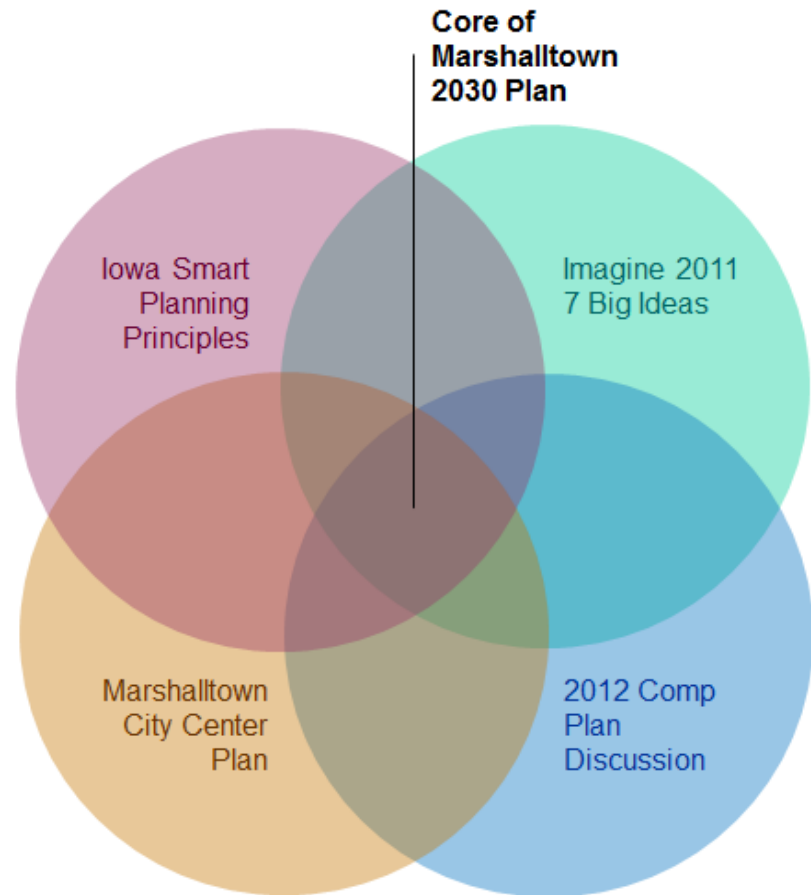 Core of
Marshalltown
2030 Plan
Iowa Smart
Planning
Principles
Imagine 2011
7 Big Ideas
Marshalltown
City Center
Plan
2012 Comp
Plan
Discussion